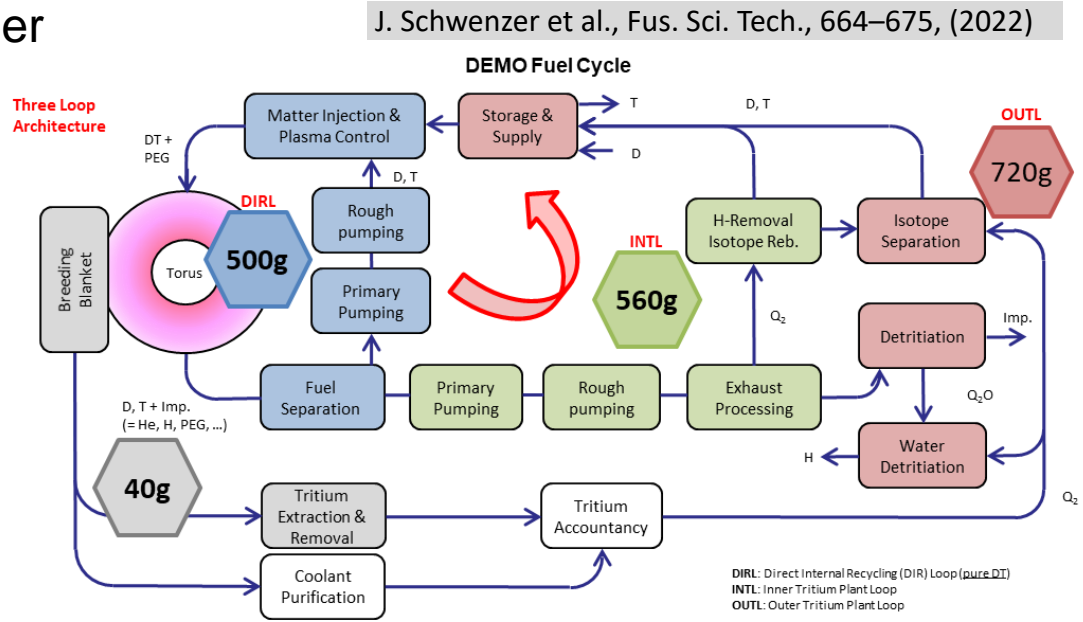 er
J. Schwenzer et al., Fus. Sci. Tech., 664–675, (2022)
DEMO Fuel Cycle
Three Loop
Architecture
Matter Injection &
Plasma Control
Storage &
Supply
T
D
D, T
OUTL
720g
DT +
PEG
D, T
DIRL
500g
Rough
pumping
H-Removal
Isotope Reb.
Isotope
Separation
Breeding
Blanket
Torus
INTL
560g
Primary
Pumping
Q2
Detritiation
Imp.
Fuel
Separation
Primary
Pumping
Rough
pumping
Exhaust
Processing
Q2O
D, T + Imp.
(= He, H, PEG, ...)
40g
H
Water
Detritiation
Tritium
Extraction &
Removal
Tritium
Accountancy
Q2
Coolant
Purification
DIRL: Direct Internal Recycling (DIR) Loop (pure DT)
INTL: Inner Tritium Plant Loop
OUTL: Outer Tritium Plant Loop